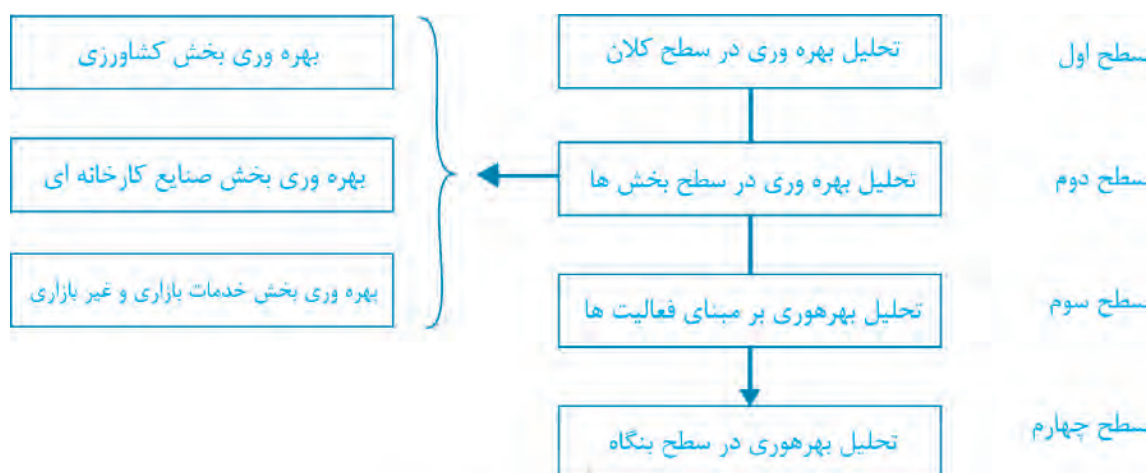 سطح اول
تحلیل بهره وری در سطح کلان
بهره وری بخش کشاورزی
سطح دوم
تحلیل بهره وری در سطح بخش ها
بهره وری بخش صنایع کارخانه ای
بهره وری بخش خدمات بازاری و غیر بازاری
سطح سوم
تحلیل بهرهوری بر مبنای فعالیت ها
سطح چهارم
تحلیل بهرهوری در سطح بنگاه